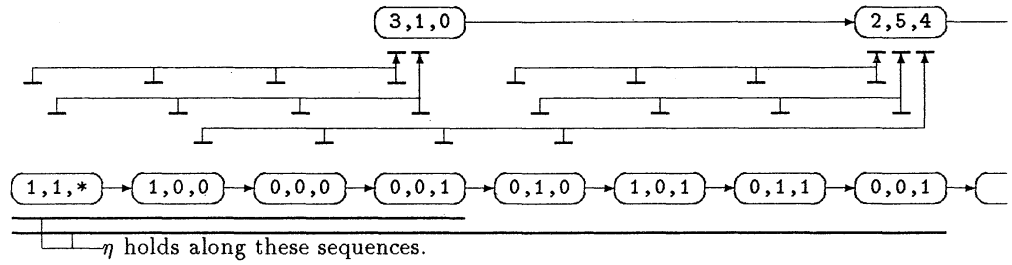 3,1,0 2,5,4
1,1,* 1,0,0 0,0,0 0,0,1 0,1,0 1,0,1 0,1,1 0,0,1
η holds along these sequences.